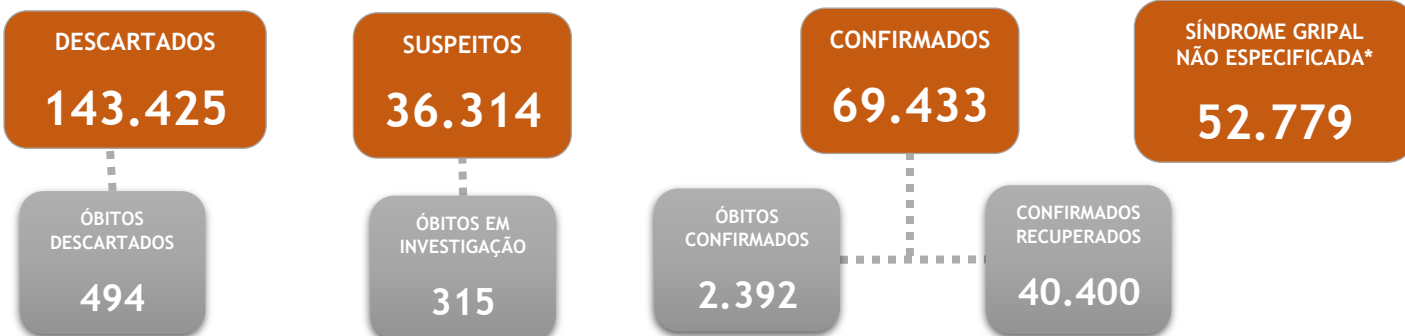 DESCARTADOS
143.425
SUSPEITOS
36.314
CONFIRMADOS
69.433
SÍNDROME GRIPAL
NÃO ESPECIFICADA*
52.779
ÓBITOS
DESCARTADOS
494
ÓBITOS EM
INVESTIGAÇÃO
315
ÓBITOS
CONFIRMADOS
2.392
CONFIRMADOS
RECUPERADOS
40.400